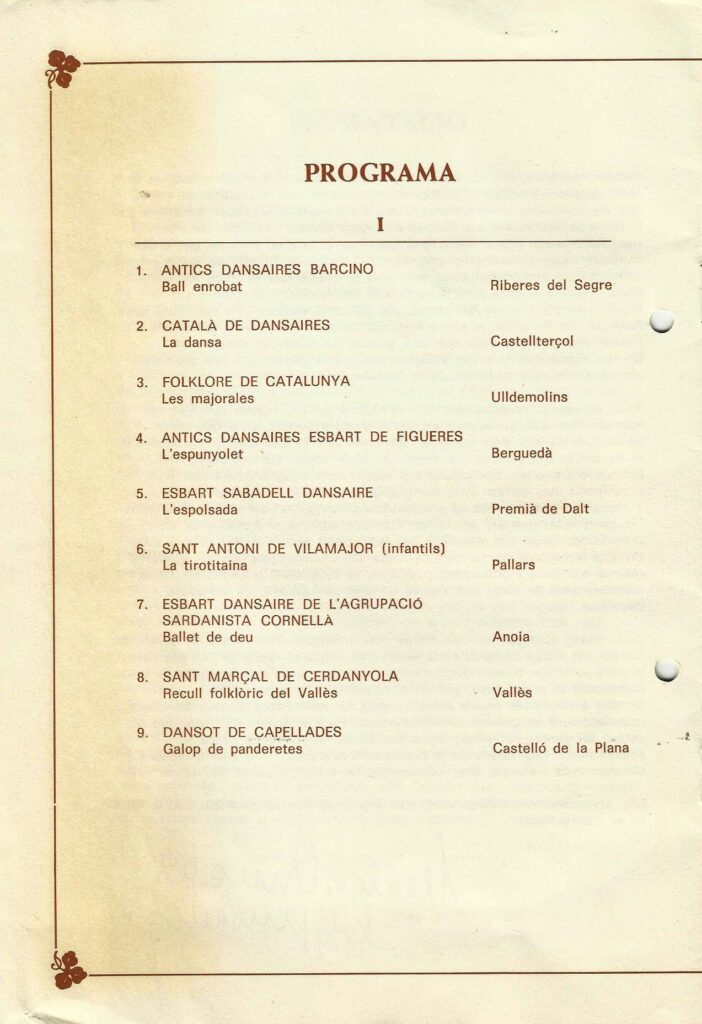 PROGRAMA
I
1. ANTICS DANSAIRES BARCINO
Ball enrobat Riberes del Segre
2. CATALÀ DE DANSAIRES
La dansa Castellterçol
3. FOLKLORE DE CATALUNYA
Les majorales Ulldemolins
4. ANTICS DANSAIRES ESBART DE FIGUERES
L'espunyolet Berguedà
5. ESBART SABADELL DANSAIRE
L'espolsada Premià de Dalt
6. SANT ANTONI DE VILAMAJOR (infantils)
La tirotitaina Pallars
7. ESBART DANSAIRE DE L'AGRUPACIÓ
SARDANISTA CORNELLÀ
Ballet de deu Anoia
8. SANT MARÇAL DE CERDANYOLA
Recull folklòric del Vallès Vallès
9. DANSOT DE CAPELLADES
Galop de panderetes Castelló de la Plana